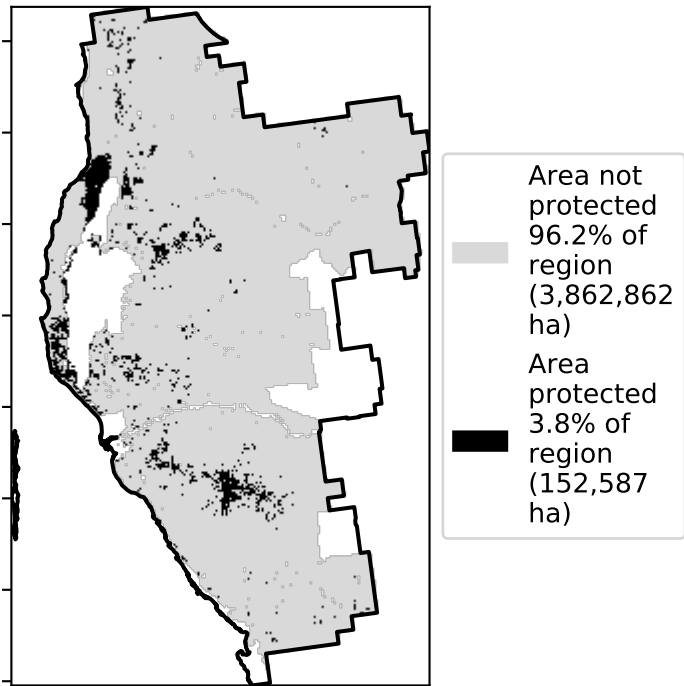 Area not
protected
96.2% of
region
(3,862,862
ha)
Area
protected
3.8% of
region
(152,587
ha)